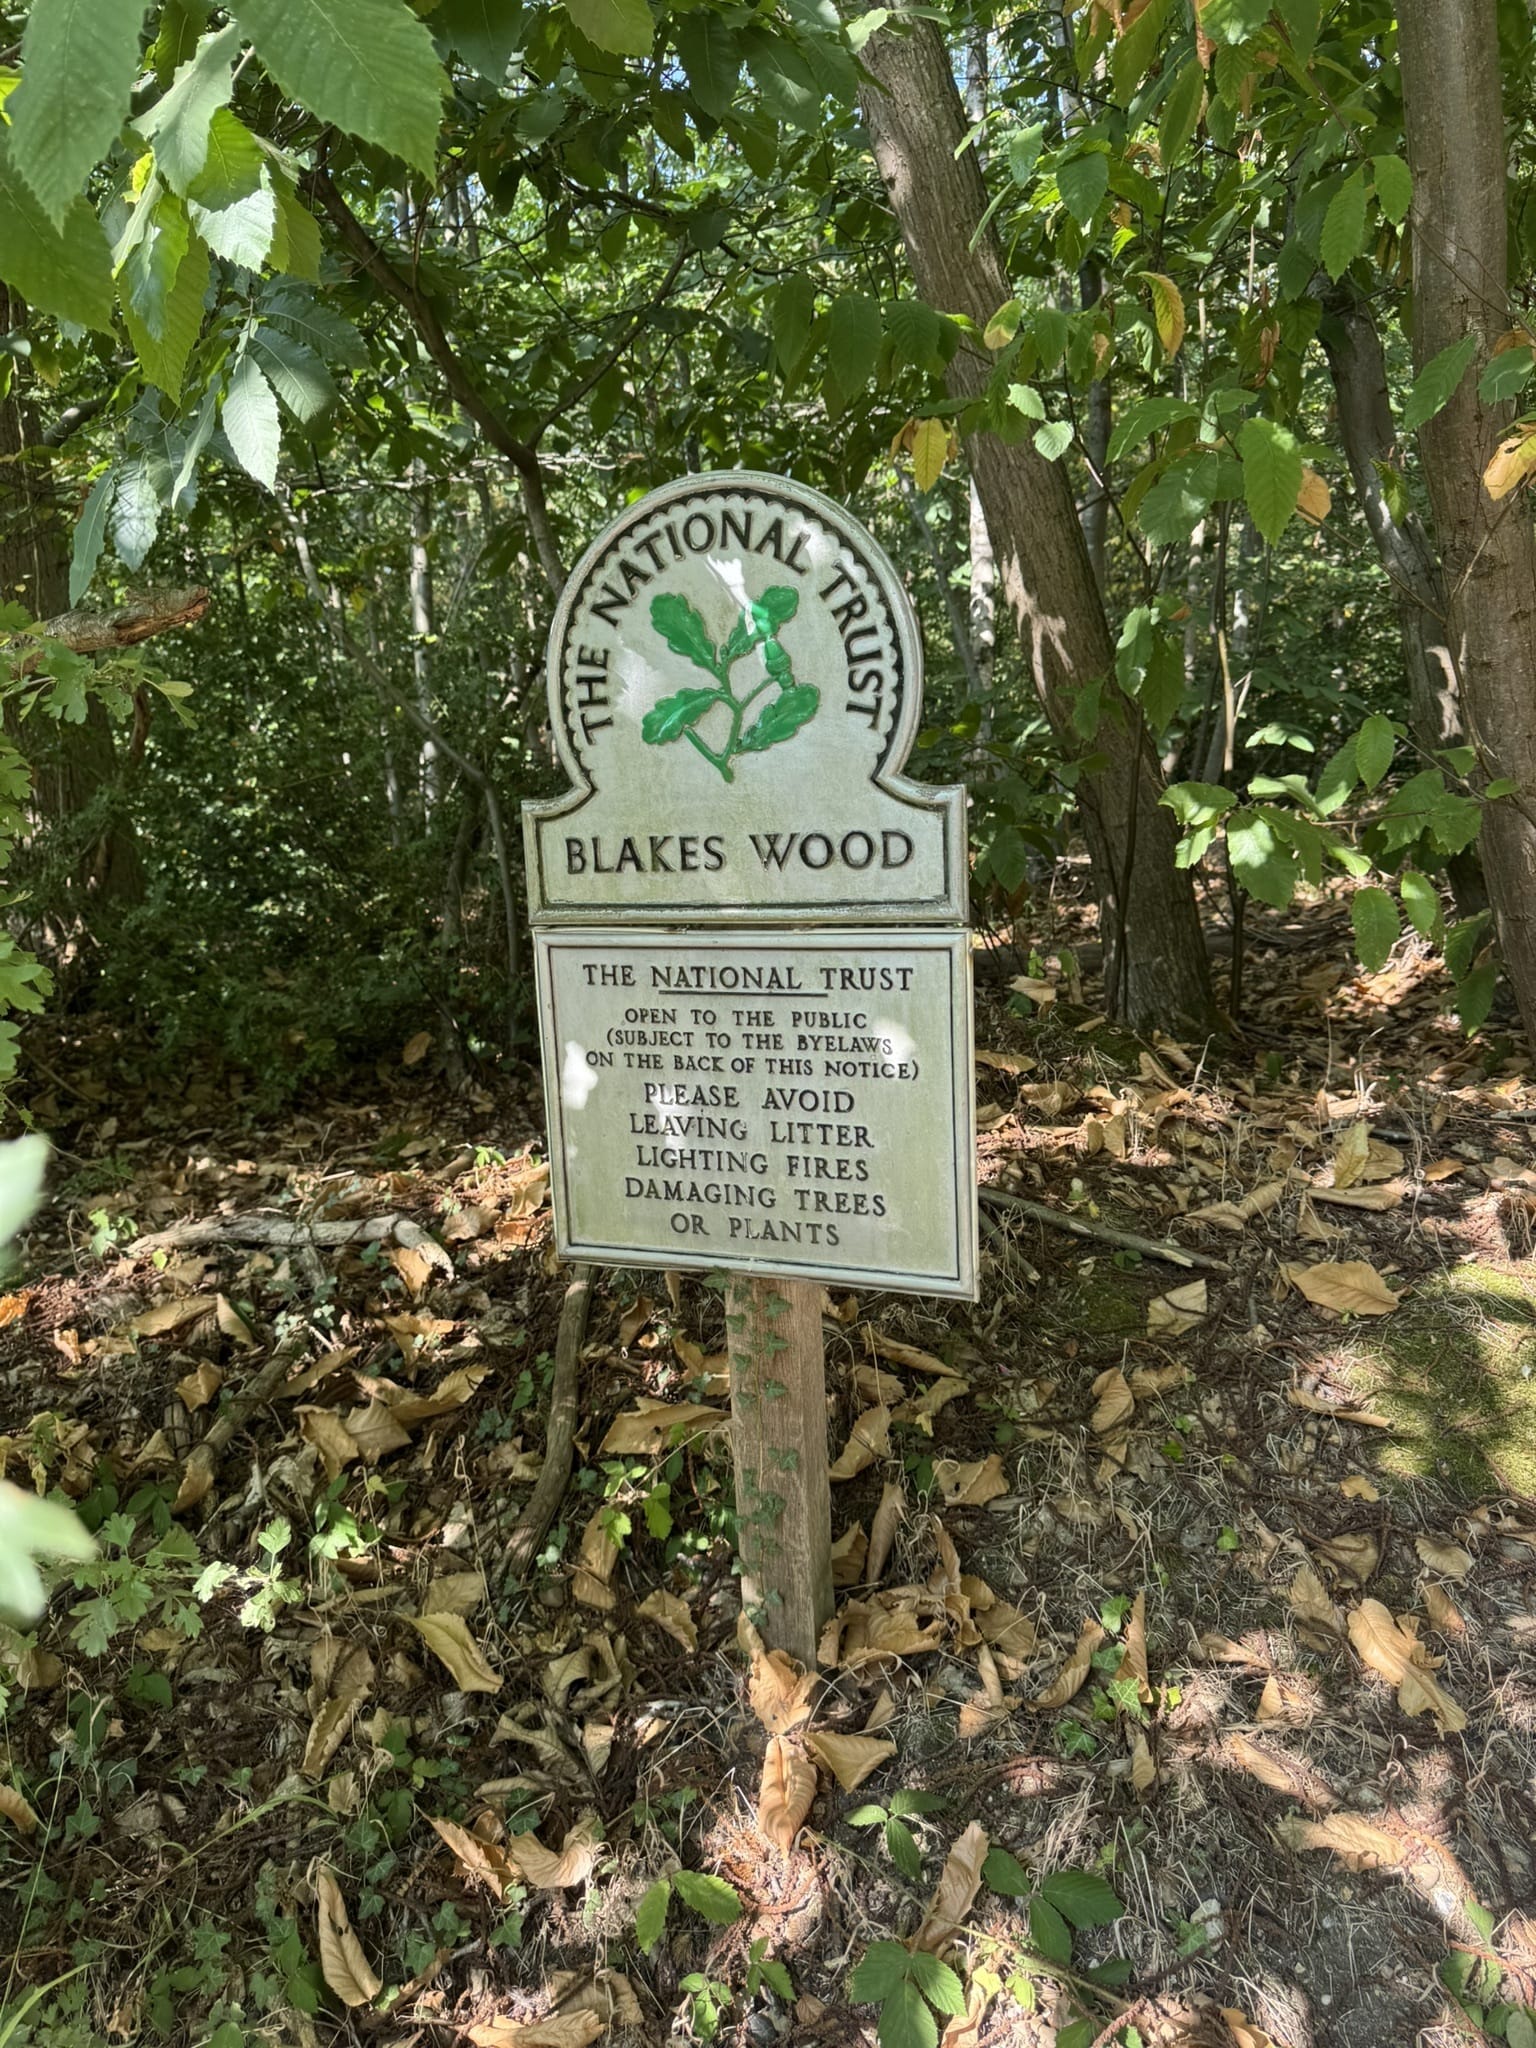 THE NATIONAL TRUST
BLAKES WOOD
THE NATIONAL TRUST
OPEN TO THE PUBLIC
(SUBJECT TO THE BYELAWS
ON THE BACK OF THIS NOTICE)
PLEASE AVOID
LEAVING LITTER
LIGHTING FIRES
DAMAGING TREES
OR PLANTS